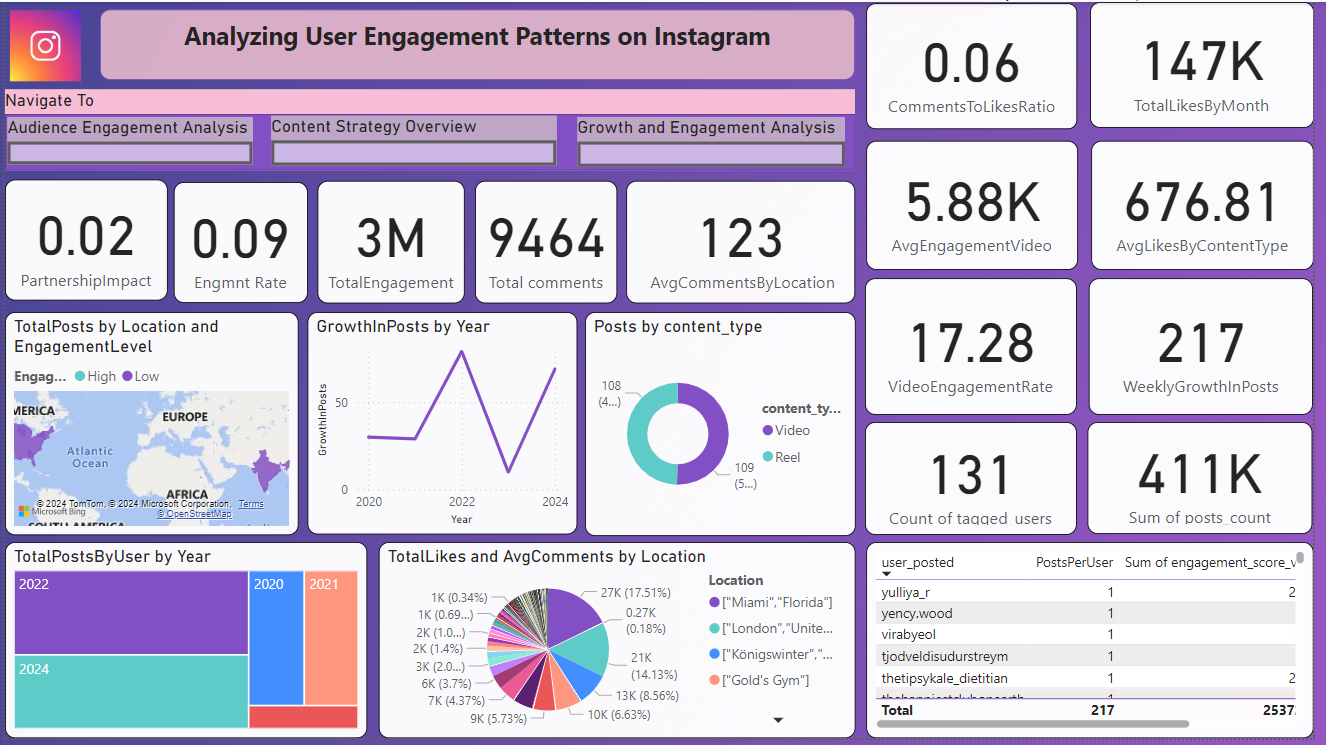 Analyzing User Engagement Patterns on Instagram
Navigate To
Audience Engagement Analysis
Content Strategy Overview
Growth and Engagement Analysis
0.06
CommentsToLikesRatio
147K
TotalLikesByMonth
5.88K
AvgEngagementVideo
676.81
AvgLikesByContentType
0.02
PartnershipImpact
0.09
Engmnt Rate
3M
TotalEngagement
9464
Total comments
123
AvgCommentsByLocation
17.28
VideoEngagementRate
217
WeeklyGrowthInPosts
131
Count of tagged_users
411K
Sum of posts_count
TotalPosts by Location and
EngagementLevel
Engag... High Low
MERICA
EUROPE
Atlantic
Ocean
AFRICA
© 2024 TomTom, © 2024 Microsoft Corporation, Terms
Microsoft Bing
© OpenStreetMap
SOUTH AMERICA
GrowthInPosts by Year
GrowthInPosts
50
0
2020
2022
2024
Year
Posts by content_type
108
(4...)
109
(5...)
content_ty...
Video
Reel
TotalPostsByUser by Year
2022
2020
2021
2024
TotalLikes and AvgComments by Location
1K (0.34%)
1K (0.69...)
2K (1.0...)
2K (1.4%)
3K (2.0...)
6K (3.7%)
7K (4.37%)
9K (5.73%)
27K (17.51%)
0.27K
(0.18%)
21K
(14.13%)
13K (8.56%)
10K (6.63%)
Location
["Miami","Florida"]
["London","Unite...
["Königswinter","...
["Gold's Gym"]
user_posted PostsPerUser Sum of engagement_score_v
yulliya_r 1 2
yency.wood 1
virabyeol 1
tjodveldisudurstreym 1
thetipsykale_dietitian 1 2
1
Total 217 2537